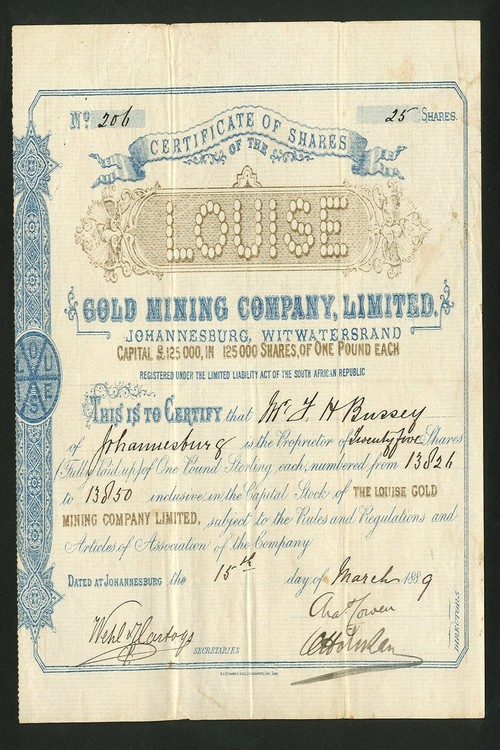 No 206 25 SHARES.
CERTIFICATE OF SHARES
OF THE
LOUISE
GOLD MINING COMPANY, LIMITED.
JOHANNESBURG, WITWATERSRAND
CAPITAL £125 000, IN 125 000 SHARES, OF ONE POUND EACH
REGISTERED UNDER THE LIMITED LIABILITY ACT OF THE SOUTH AFRICAN REPUBLIC
THIS IS TO CERTIFY that Mr F H Bussey
of Johannesburg is the Proprietor of Twenty five Shares
(Fully paid up) of One Pound Sterling each, numbered from 13826
to 13850 inclusive, in the Capital Stock of THE LOUISE GOLD
MINING COMPANY LIMITED, subject to the Rules and Regulations and
Articles of Association of the Company
DATED AT JOHANNESBURG the 15th day of March 1889
Chas Cowen
SECRETARIES
DIRECTORS